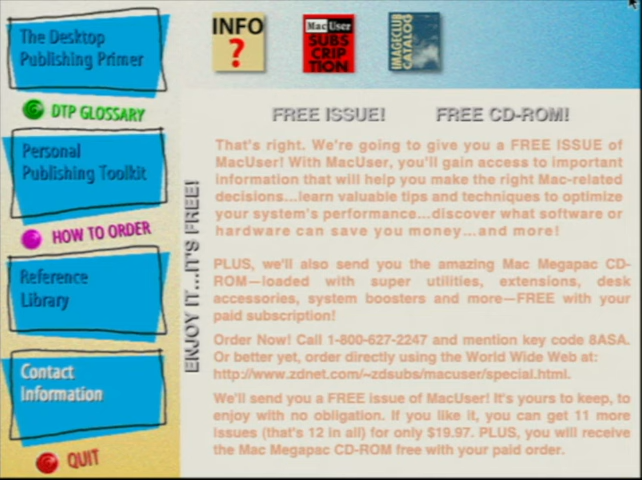 The Desktop
Publishing Primer
DTP GLOSSARY
Personal
Publishing Toolkit
HOW TO ORDER
Reference
Library
Contact
Information
QUIT
INFO
?
MacUser
SUBS
CRIP
TION
IMAGECLUB
CATALOG
ENJOY IT...IT'S FREE!
FREE ISSUE! FREE CD-ROM!
That's right. We're going to give you a FREE ISSUE of
MacUser! With MacUser, you'll gain access to important
information that will help you make the right Mac-related
decisions...learn valuable tips and techniques to optimize
your system's performance...discover what software or
hardware can save you money...and more!
PLUS, we'll also send you the amazing Mac Megapac CD-
ROM—loaded with super utilities, extensions, desk
accessories, system boosters and more—FREE with your
paid subscription!
Order Now! Call 1-800-627-2247 and mention key code 8ASA.
Or better yet, order directly using the World Wide Web at:
http://www.zdnet.com/~zdsubs/macuser/special.html.
We'll send you a FREE issue of MacUser! It's yours to keep, to
enjoy with no obligation. If you like it, you can get 11 more
issues (that's 12 in all) for only $19.97. PLUS, you will receive
the Mac Megapac CD-ROM free with your paid order.